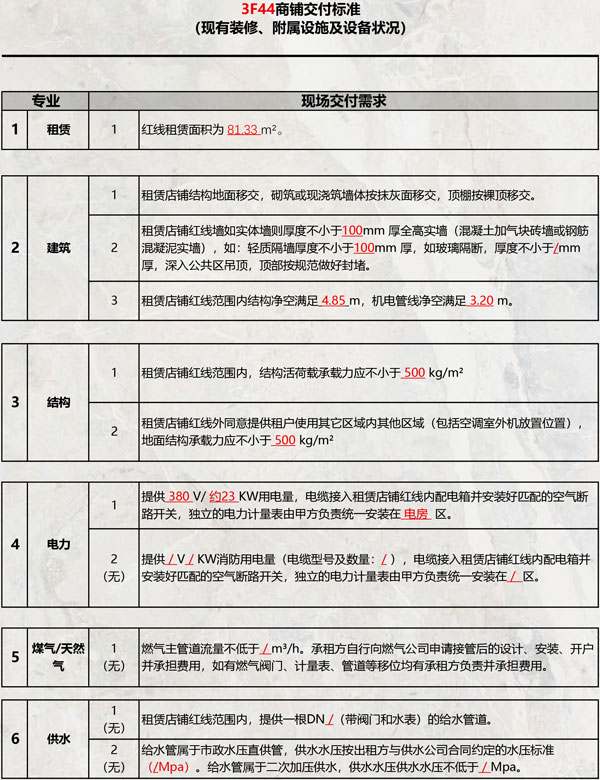 3F44商铺交付标准
（现有装修、附属设施及设备状况）
专业 现场交付需求
1 租赁 1 红线租赁面积为 81.33 m²。
2 建筑
1 租赁店铺结构地面移交，砌筑或现浇筑墙体按抹灰面移交，顶棚按裸顶移交。
2 租赁店铺红线墙如实体墙则厚度不小于100mm 厚全高实墙（混凝土加气块砖墙或钢筋
混凝泥实墙），如：轻质隔墙厚度不小于100mm 厚，如玻璃隔断，厚度不小于/mm
厚，深入公共区吊顶，顶部按规范做好封堵。
3 租赁店铺红线范围内结构净空满足 4.85 m，机电管线净空满足 3.20 m。
3 结构
1 租赁店铺红线范围内，结构活荷载承载力应不小于 500 kg/m²
2 租赁店铺红线外同意提供租户使用其它区域内其他区域（包括空调室外机放置位置），
地面结构承载力应不小于 500 kg/m²
4 电力
1 提供 380 V/ 约23 KW用电量，电缆接入租赁店铺红线内配电箱并安装好匹配的空气断
路开关，独立的电力计量表由甲方负责统一安装在 电房 区。
2
（无）
提供 / V / KW消防用电量（电缆型号及数量：/ ），电缆接入租赁店铺红线内配电箱并
安装好匹配的空气断路开关，独立的电力计量表由甲方负责统一安装在 / 区。
5 煤气/天然
气
1
（无）
燃气主管道流量不低于 / m³/h。承租方自行向燃气公司申请接管后的设计、安装、开户
并承担费用，如有燃气阀门、计量表、管道等移位均有承租方负责并承担费用。
6 供水
1
（无）
租赁店铺红线范围内，提供一根DN /（带阀门和水表）的给水管道。
2
（无）
给水管属于市政水压直供管，供水水压按出租方与供水公司合同约定的水压标准
（/Mpa）。给水管属于二次加压供水，供水水压供水水压不低于 / Mpa。